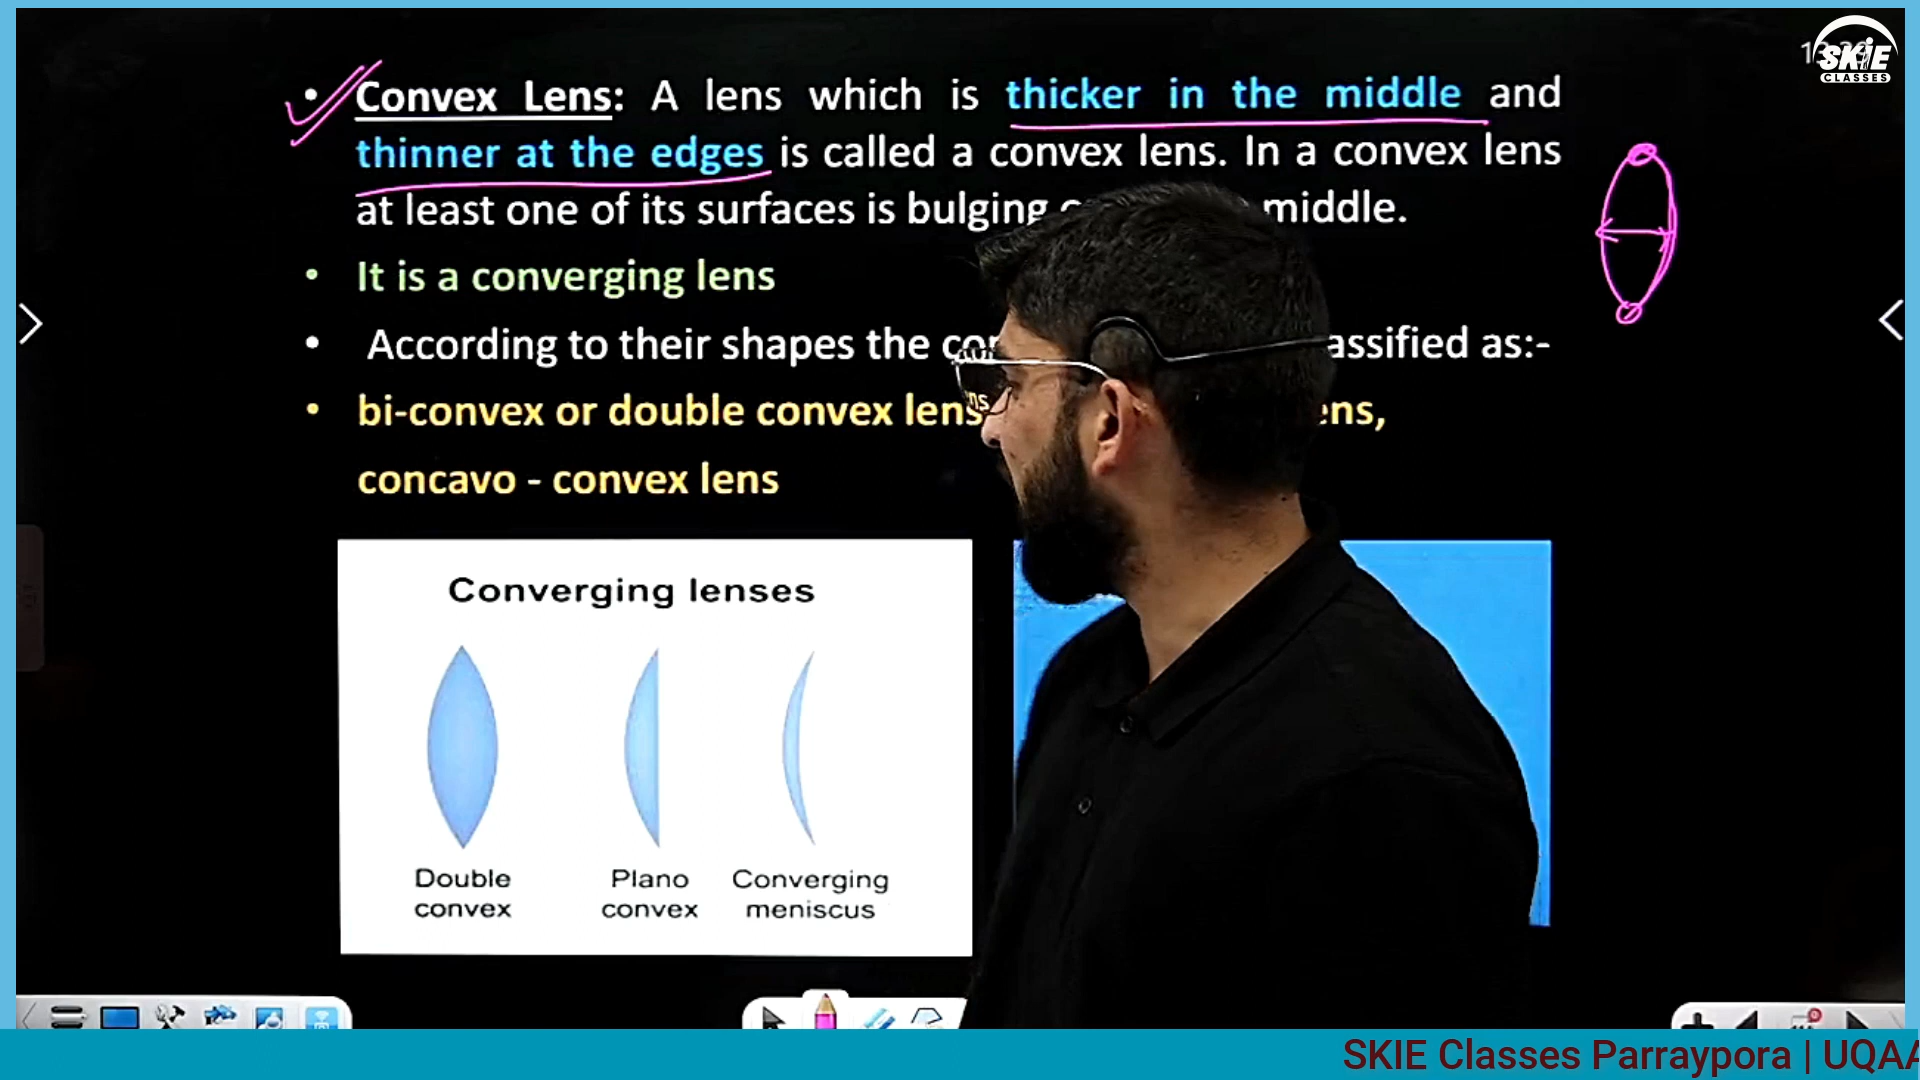 SKiE
CLASSES
• Convex Lens: A lens which is thicker in the middle and
thinner at the edges is called a convex lens. In a convex lens
at least one of its surfaces is bulging middle.
• It is a converging lens
• According to their shapes the as:-
• bi-convex or double convex lens
concavo - convex lens
Converging lenses
Double
convex
Plano
convex
Converging
meniscus
SKIE Classes Parraypora |